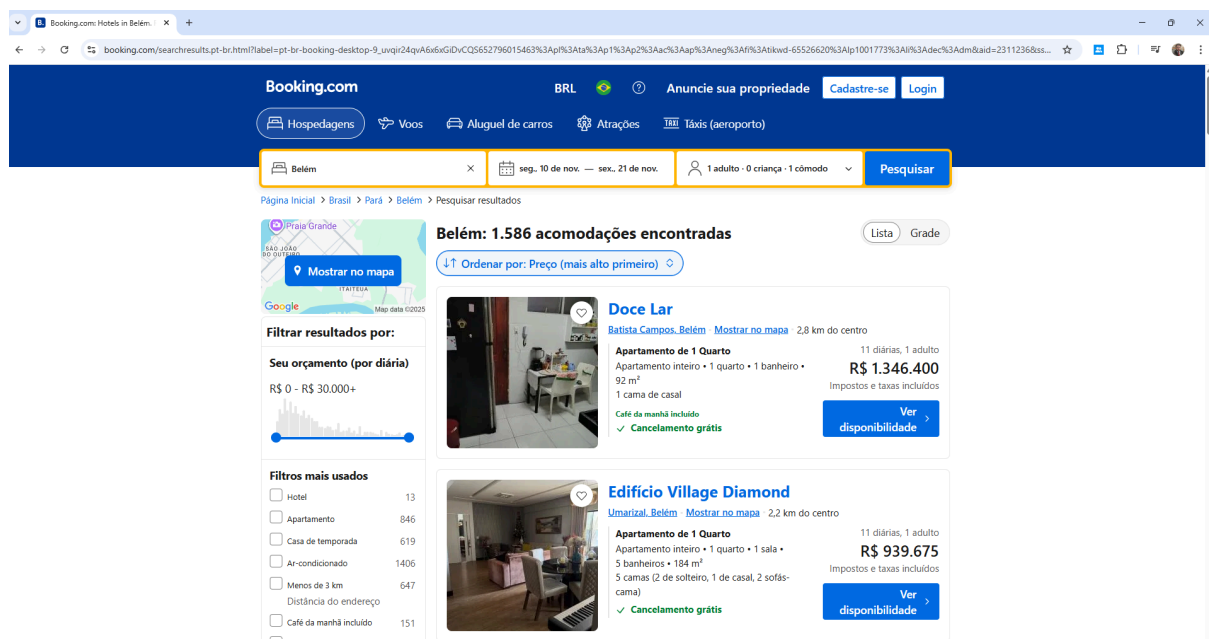 Booking.com: Hotels in Belém.
booking.com/searchresults.pt-br.html?label=pt-br-booking-desktop-9_uvqir24qvA6x6xGiDvCQS652796015463%3Apl%3Ata%3Ap1%3Ap2%3Aac%3Aap%3Aneg%3Afi%3Atikwd-65526620%3Alp1001773%3Ali%3Adec%3Adm&aid=2311236&ss...
Booking.com
BRL
Anuncie sua propriedade
Cadastre-se
Login
Hospedagens
Voos
Aluguel de carros
Atrações
TAXI Táxis (aeroporto)
Belém
seg., 10 de nov. — sex., 21 de nov.
1 adulto · 0 criança · 1 cômodo
Pesquisar
Página Inicial > Brasil > Pará > Belém > Pesquisar resultados
Praia Grande
SÃO JOÃO
DO OUTEIRO
Mostrar no mapa
ITAITEUA
Google
Map data ©2025
Belém: 1.586 acomodações encontradas
Lista
Grade
Ordenar por: Preço (mais alto primeiro)
Filtrar resultados por:
Seu orçamento (por diária)
R$ 0 - R$ 30.000+
Filtros mais usados
Hotel 13
Apartamento 846
Casa de temporada 619
Ar-condicionado 1406
Menos de 3 km 647
Distância do endereço
Café da manhã incluído 151
Doce Lar
Batista Campos, Belém · Mostrar no mapa · 2,8 km do centro
Apartamento de 1 Quarto
Apartamento inteiro • 1 quarto • 1 banheiro •
92 m²
1 cama de casal
Café da manhã incluído
Cancelamento grátis
11 diárias, 1 adulto
R$ 1.346.400
Impostos e taxas incluídos
Ver
disponibilidade
Edifício Village Diamond
Umarizal, Belém · Mostrar no mapa · 2,2 km do centro
Apartamento de 1 Quarto
Apartamento inteiro • 1 quarto • 1 sala •
5 banheiros • 184 m²
5 camas (2 de solteiro, 1 de casal, 2 sofás-
cama)
Cancelamento grátis
11 diárias, 1 adulto
R$ 939.675
Impostos e taxas incluídos
Ver
disponibilidade